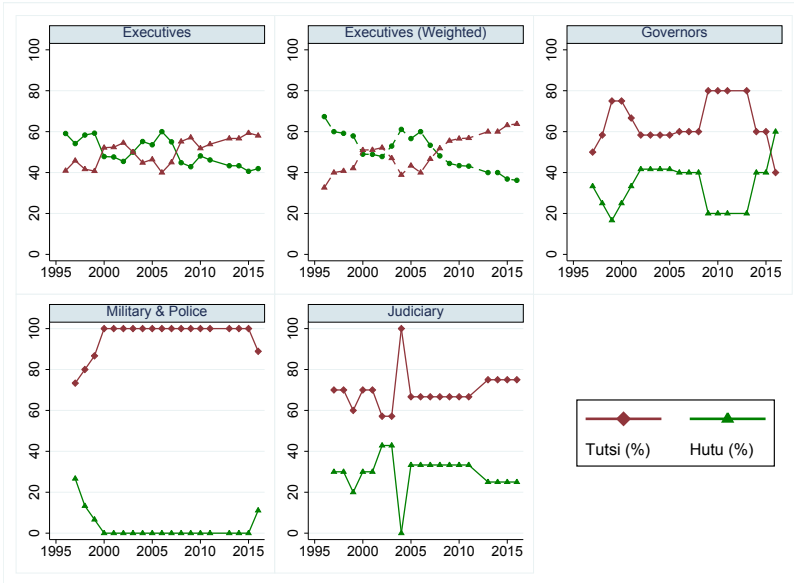 Executives
Executives (Weighted)
Governors
0 20 40 60 80 100
0 20 40 60 80 100
0 20 40 60 80 100
1995 2000 2005 2010 2015
1995 2000 2005 2010 2015
1995 2000 2005 2010 2015
Military & Police
Judiciary
0 20 40 60 80 100
0 20 40 60 80 100
1995 2000 2005 2010 2015
1995 2000 2005 2010 2015
Tutsi (%)
Hutu (%)